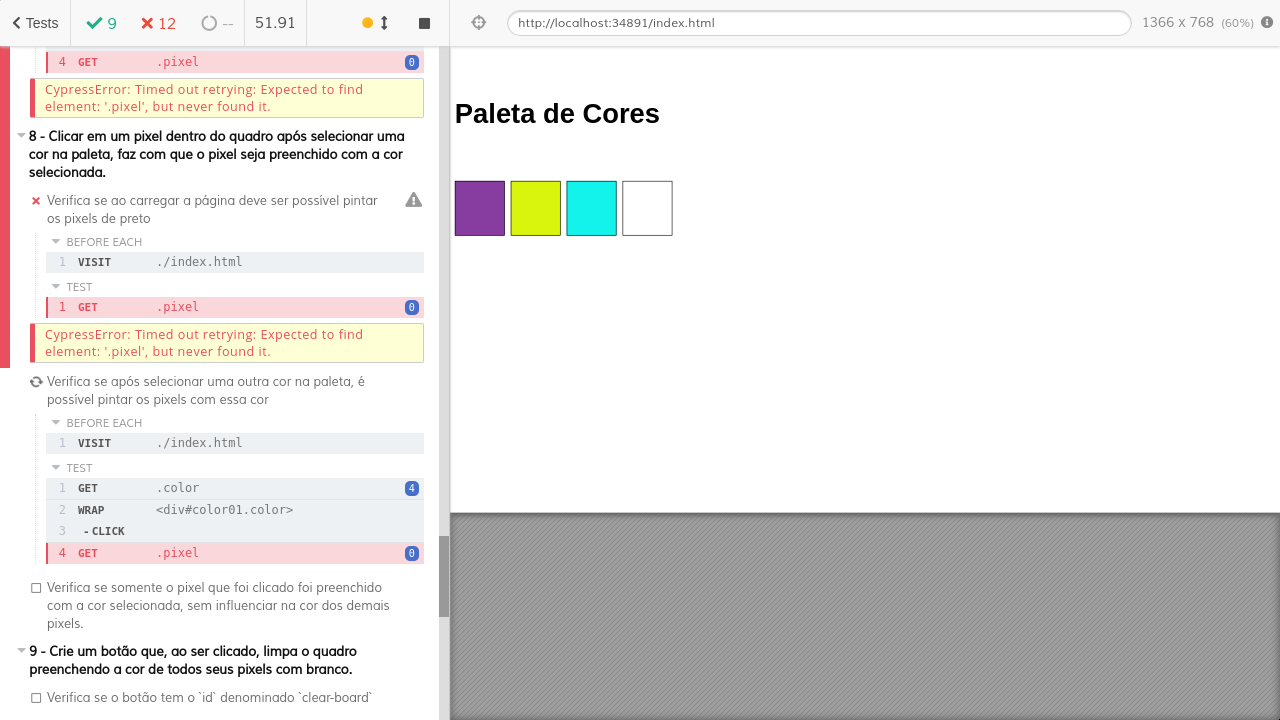 Tests 9 12 -- 51.91
http://localhost:34891/index.html 1366 x 768 (60%)
4 GET .pixel 0
CypressError: Timed out retrying: Expected to find
element: '.pixel', but never found it.
8 - Clicar em um pixel dentro do quadro após selecionar uma
cor na paleta, faz com que o pixel seja preenchido com a cor
selecionada.
Verifica se ao carregar a página deve ser possível pintar
os pixels de preto
BEFORE EACH
1 VISIT ./index.html
TEST
1 GET .pixel 0
CypressError: Timed out retrying: Expected to find
element: '.pixel', but never found it.
Verifica se após selecionar uma outra cor na paleta, é
possível pintar os pixels com essa cor
BEFORE EACH
1 VISIT ./index.html
TEST
1 GET .color 4
2 WRAP <div#color01.color>
3 - CLICK
4 GET .pixel 0
Verifica se somente o pixel que foi clicado foi preenchido
com a cor selecionada, sem influenciar na cor dos demais
pixels.
9 - Crie um botão que, ao ser clicado, limpa o quadro
preenchendo a cor de todos seus pixels com branco.
Verifica se o botão tem o `id` denominado `clear-board`
Paleta de Cores